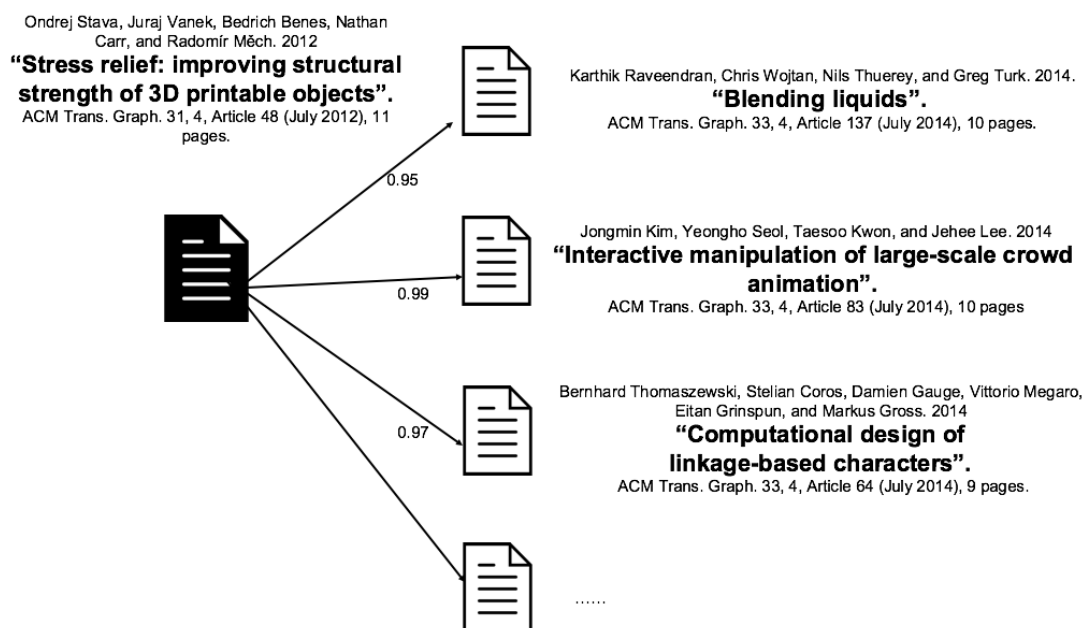 Ondrej Stava, Juraj Vanek, Bedrich Benes, Nathan
Carr, and Radomír Měch. 2012
“Stress relief: improving structural
strength of 3D printable objects”.
ACM Trans. Graph. 31, 4, Article 48 (July 2012), 11
pages.
Karthik Raveendran, Chris Wojtan, Nils Thuerey, and Greg Turk. 2014.
“Blending liquids”.
ACM Trans. Graph. 33, 4, Article 137 (July 2014), 10 pages.
0.95
Jongmin Kim, Yeongho Seol, Taesoo Kwon, and Jehee Lee. 2014
“Interactive manipulation of large-scale crowd
animation”.
ACM Trans. Graph. 33, 4, Article 83 (July 2014), 10 pages
0.99
Bernhard Thomaszewski, Stelian Coros, Damien Gauge, Vittorio Megaro,
Eitan Grinspun, and Markus Gross. 2014
“Computational design of
linkage-based characters”.
ACM Trans. Graph. 33, 4, Article 64 (July 2014), 9 pages.
0.97
......